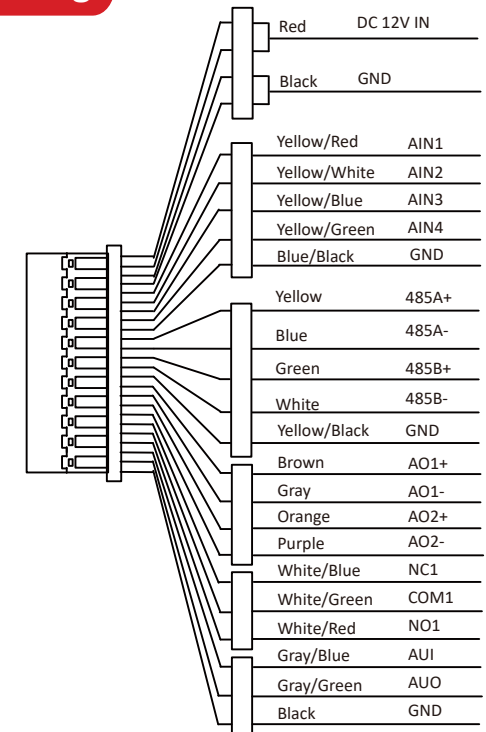 Red DC 12V IN
Black GND
Yellow/Red AIN1
Yellow/White AIN2
Yellow/Blue AIN3
Yellow/Green AIN4
Blue/Black GND
Yellow 485A+
Blue 485A-
Green 485B+
White 485B-
Yellow/Black GND
Brown AO1+
Gray AO1-
Orange AO2+
Purple AO2-
White/Blue NC1
White/Green COM1
White/Red NO1
Gray/Blue AUI
Gray/Green AUO
Black GND